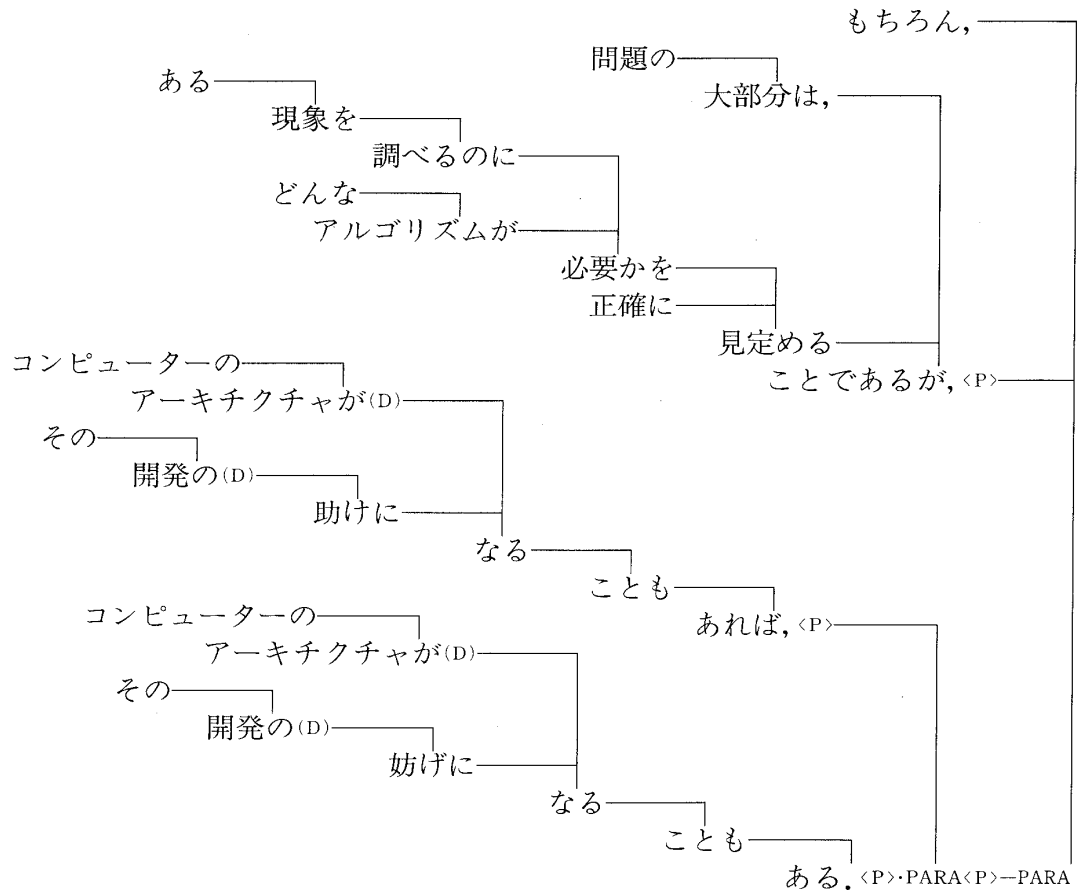 もちろん,
問題の
大部分は,
ある
現象を
調べるのに
どんな
アルゴリズムが
必要かを
正確に
見定める
ことであるが,<P>
コンピューターの
アーキチクチャが(D)
その
開発の(D)
助けに
なる
ことも
あれば,<P>
コンピューターの
アーキチクチャが(D)
その
開発の(D)
妨げに
なる
ことも
ある.<P>·PARA<P>—PARA